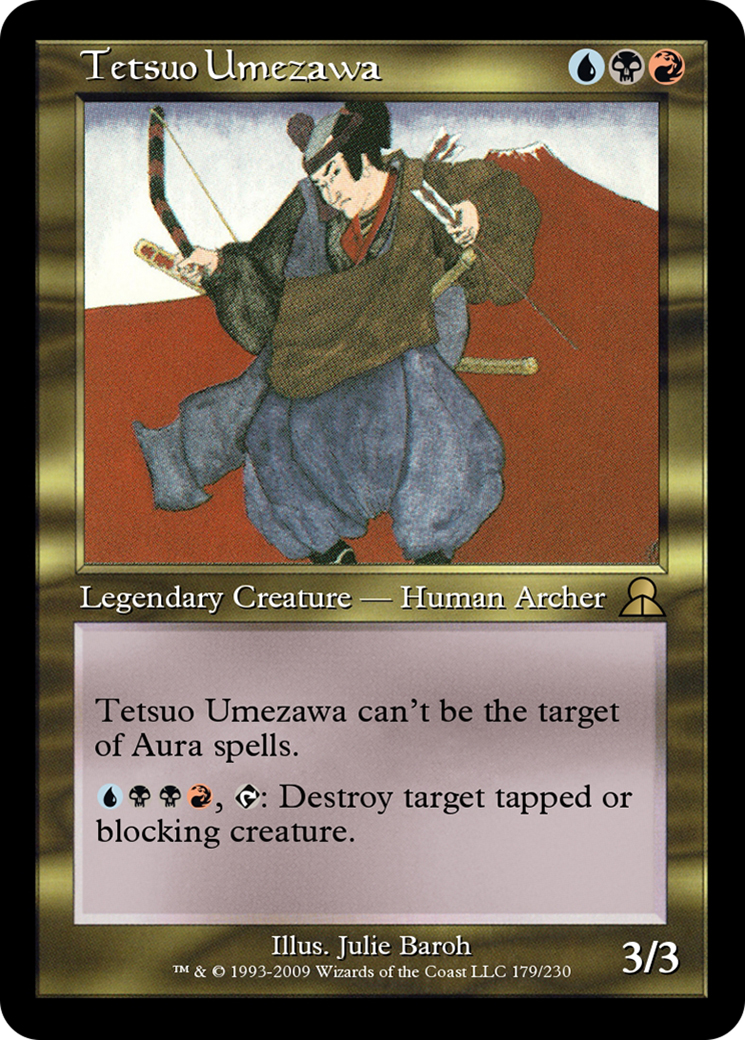 Tetsuo Umezawa
Legendary Creature — Human Archer
Tetsuo Umezawa can't be the target
of Aura spells.
, : Destroy target tapped or
blocking creature.
Illus. Julie Baroh
™ & © 1993-2009 Wizards of the Coast LLC 179/230
3/3